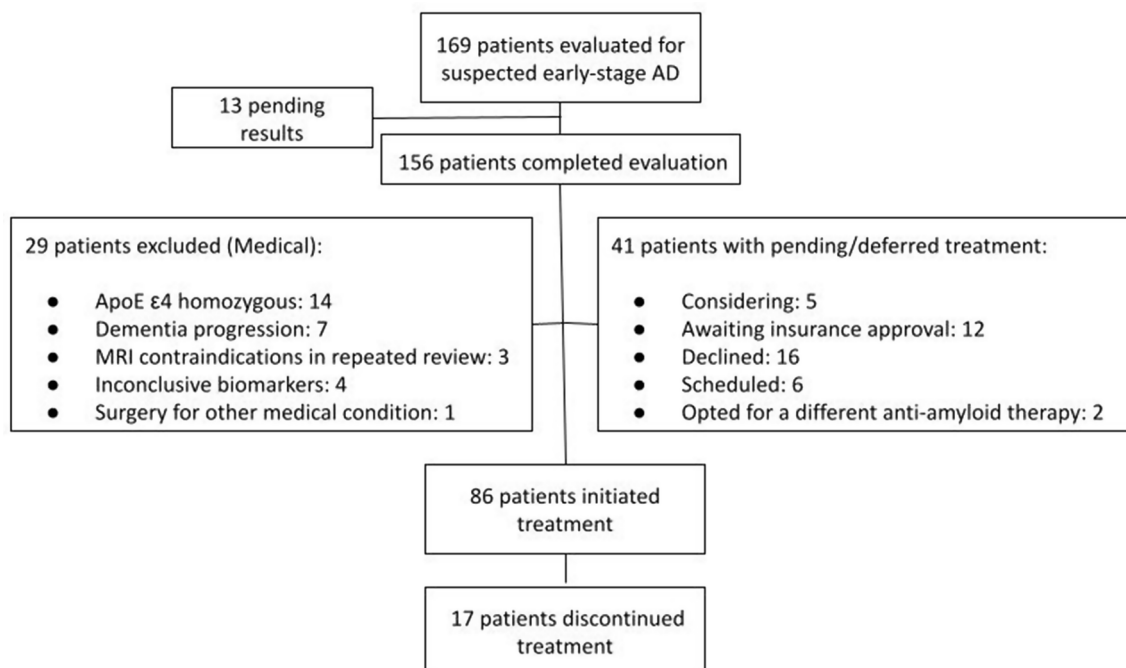 169 patients evaluated for
suspected early-stage AD
13 pending
results
156 patients completed evaluation
29 patients excluded (Medical):
● ApoE ε4 homozygous: 14
● Dementia progression: 7
● MRI contraindications in repeated review: 3
● Inconclusive biomarkers: 4
● Surgery for other medical condition: 1
41 patients with pending/deferred treatment:
● Considering: 5
● Awaiting insurance approval: 12
● Declined: 16
● Scheduled: 6
● Opted for a different anti-amyloid therapy: 2
86 patients initiated
treatment
17 patients discontinued
treatment